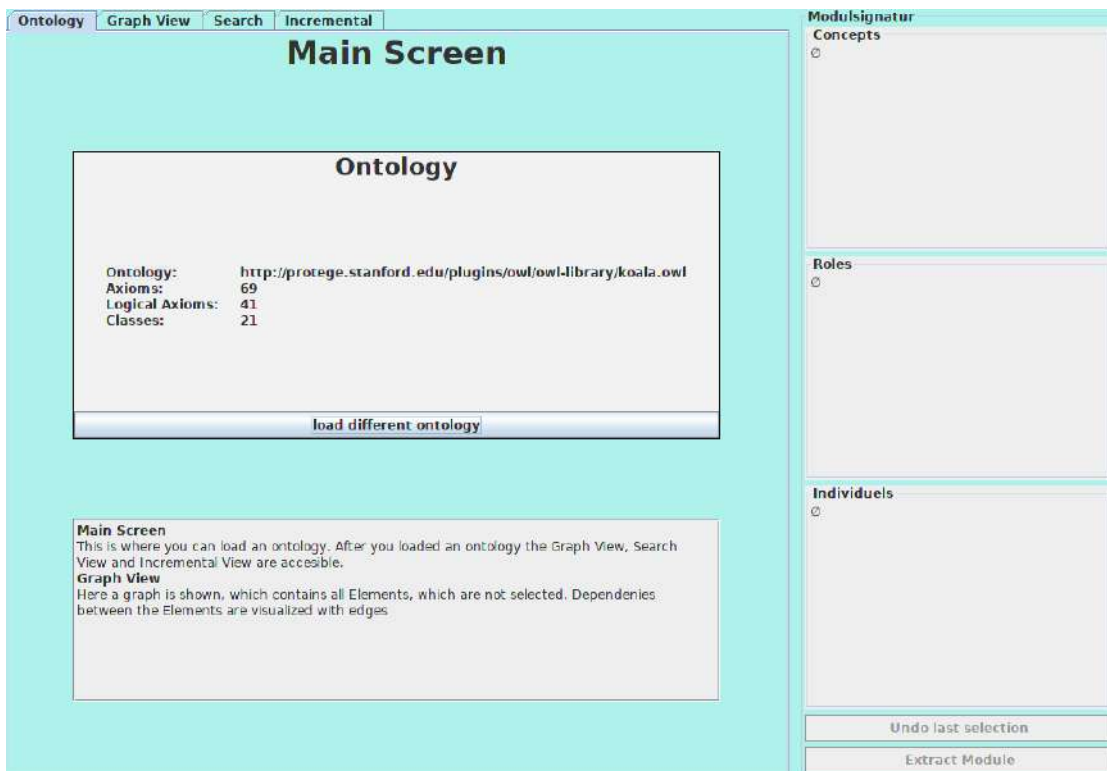 Ontology Graph View Search Incremental
Main Screen
Ontology
Ontology: http://protege.stanford.edu/plugins/owl/owl-library/koala.owl
Axioms: 69
Logical Axioms: 41
Classes: 21
load different ontology
Main Screen
This is where you can load an ontology. After you loaded an ontology the Graph View, Search
View and Incremental View are accesible.
Graph View
Here a graph is shown, which contains all Elements, which are not selected. Dependenies
between the Elements are visualized with edges
Modulsignatur
Concepts
∅
Roles
∅
Individuels
∅
Undo last selection
Extract Module